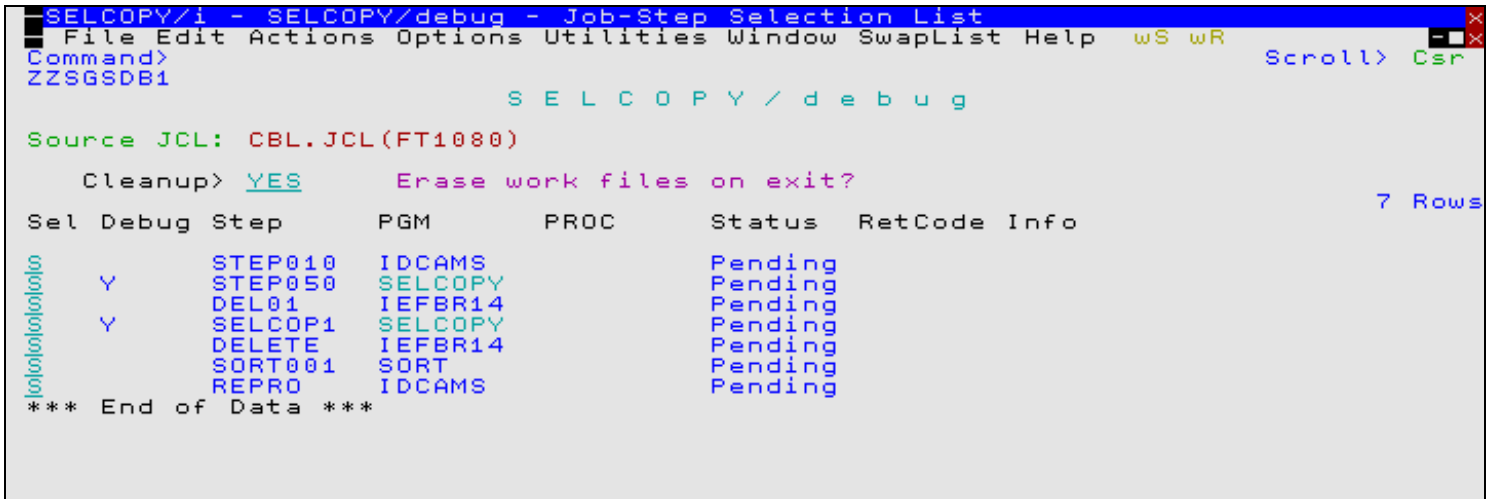 SELCOPY/i - SELCOPY/debug - Job-Step Selection List
File Edit Actions Options Utilities Window SwapList Help wS wR
Command> Scroll> Csr
ZZSGSDB1
S E L C O P Y / d e b u g
Source JCL: CBL.JCL(FT1080)
Cleanup> YES Erase work files on exit?
7 Rows
Sel Debug Step PGM PROC Status RetCode Info
S STEP010 IDCAMS Pending
S Y STEP050 SELCOPY Pending
S DEL01 IEFBR14 Pending
S Y SELCOP1 SELCOPY Pending
S DELETE IEFBR14 Pending
S SORT001 SORT Pending
S REPRO IDCAMS Pending
*** End of Data ***